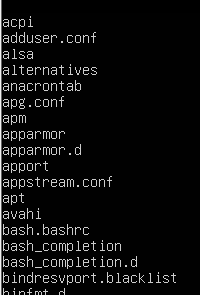 acpi
adduser.conf
alsa
alternatives
anacrontab
apg.conf
apm
apparmor
apparmor.d
apport
appstream.conf
apt
avahi
bash.bashrc
bash_completion
bash_completion.d
bindresvport.blacklist
binfmt.d